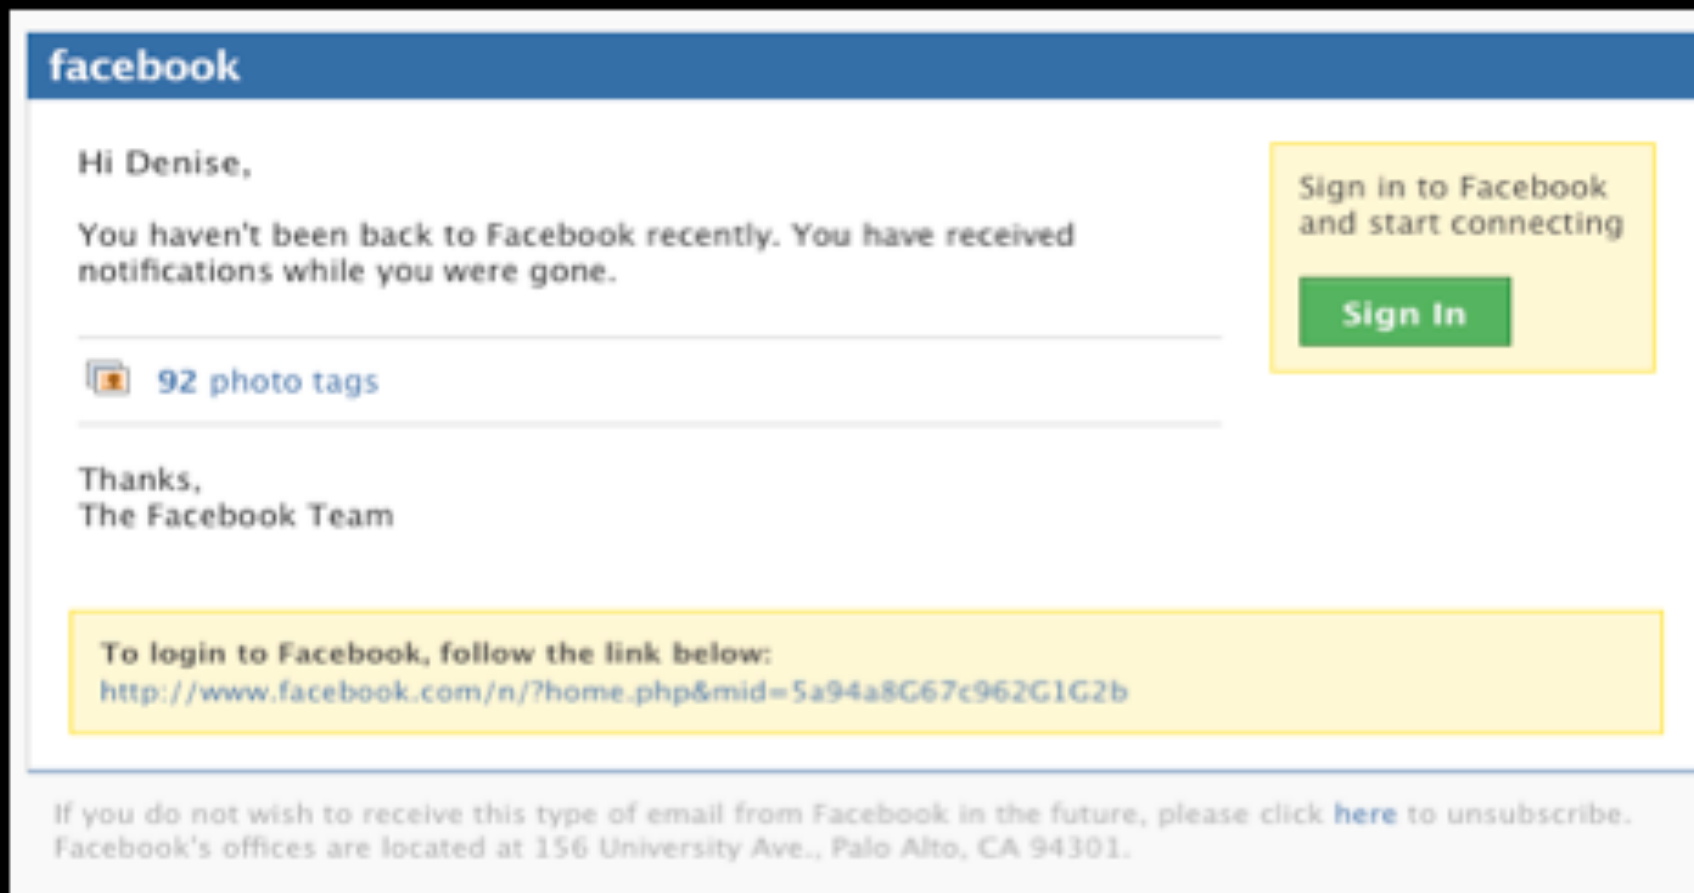 facebook
Hi Denise,
You haven't been back to Facebook recently. You have received
notifications while you were gone.
92 photo tags
Thanks,
The Facebook Team
Sign in to Facebook
and start connecting
Sign In
To login to Facebook, follow the link below:
http://www.facebook.com/n/?home.php&mid=5a94a8G67c962G1G2b
If you do not wish to receive this type of email from Facebook in the future, please click here to unsubscribe.
Facebook's offices are located at 156 University Ave., Palo Alto, CA 94301.